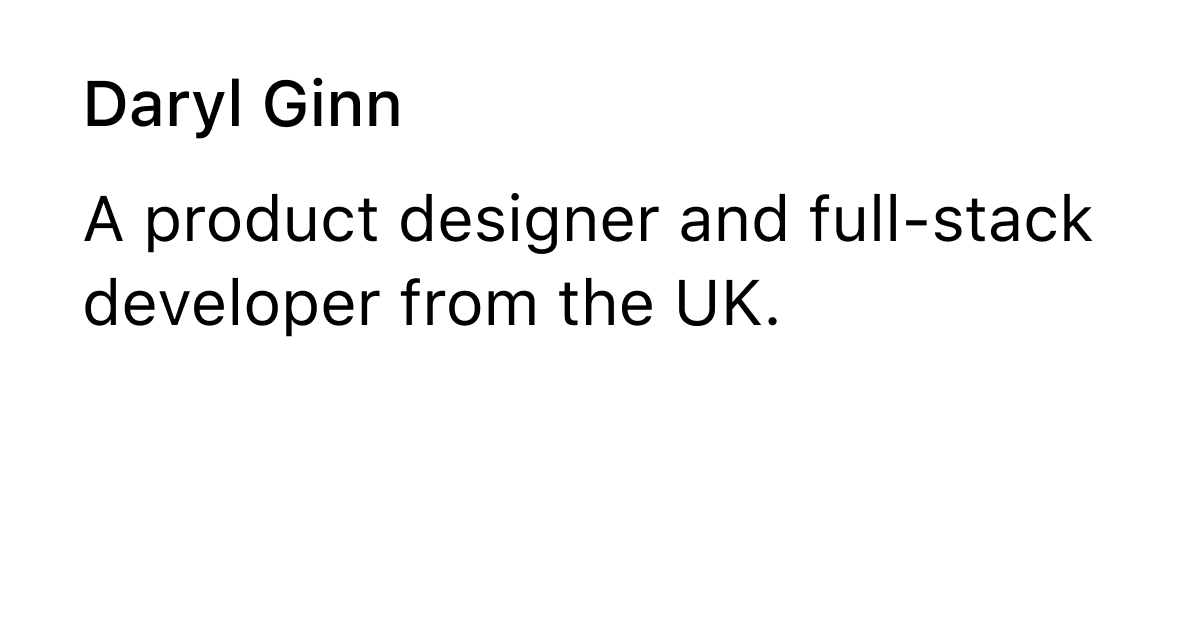 Daryl Ginn
A product designer and full-stack
developer from the UK.